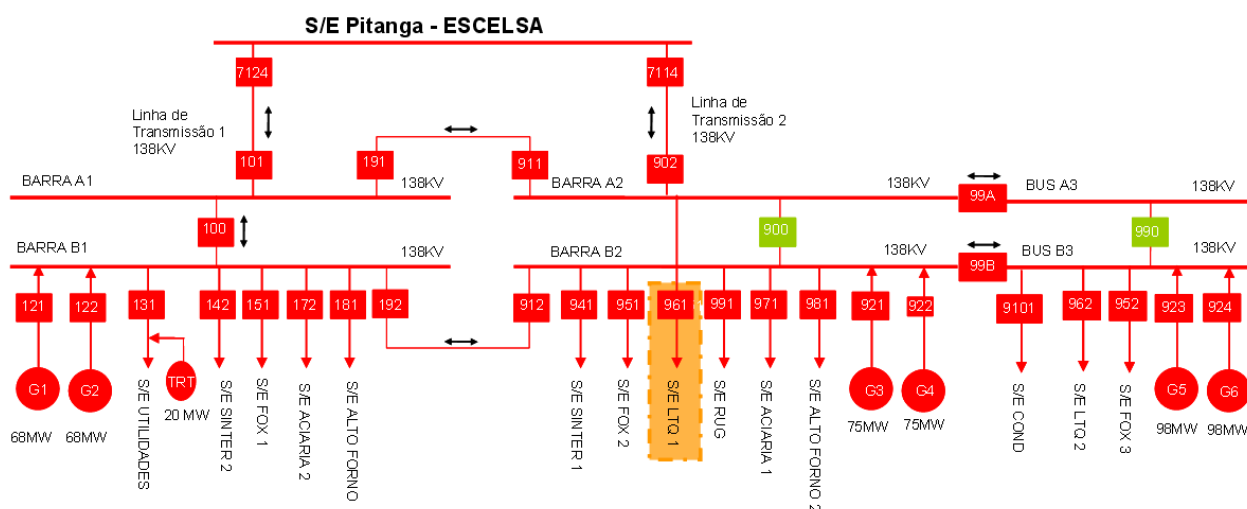 S/E Pitanga - ESCELSA
7124
7114
Linha de
Transmissão 1
138KV
Linha de
Transmissão 2
138KV
101
191
911
902
BARRA A1
138KV
BARRA A2
138KV
99A
BUS A3
138KV
100
900
990
BARRA B1
138KV
BARRA B2
138KV
99B
BUS B3
138KV
121
122
131
142
151
172
181
192
912
941
951
961
991
971
981
921
922
9101
962
952
923
924
G1
G2
TRT
G3
G4
G5
G6
68MW
68MW
20 MW
75MW
75MW
98MW
98MW
S/E UTILIDADES
S/E SINTER 2
S/E FOX 1
S/E ACIARIA 2
S/E ALTO FORNO
S/E SINTER 1
S/E FOX 2
S/E LTQ 1
S/E RUG
S/E ACIARIA 1
S/E ALTO FORNO 2
S/E COND
S/E LTQ 2
S/E FOX 3